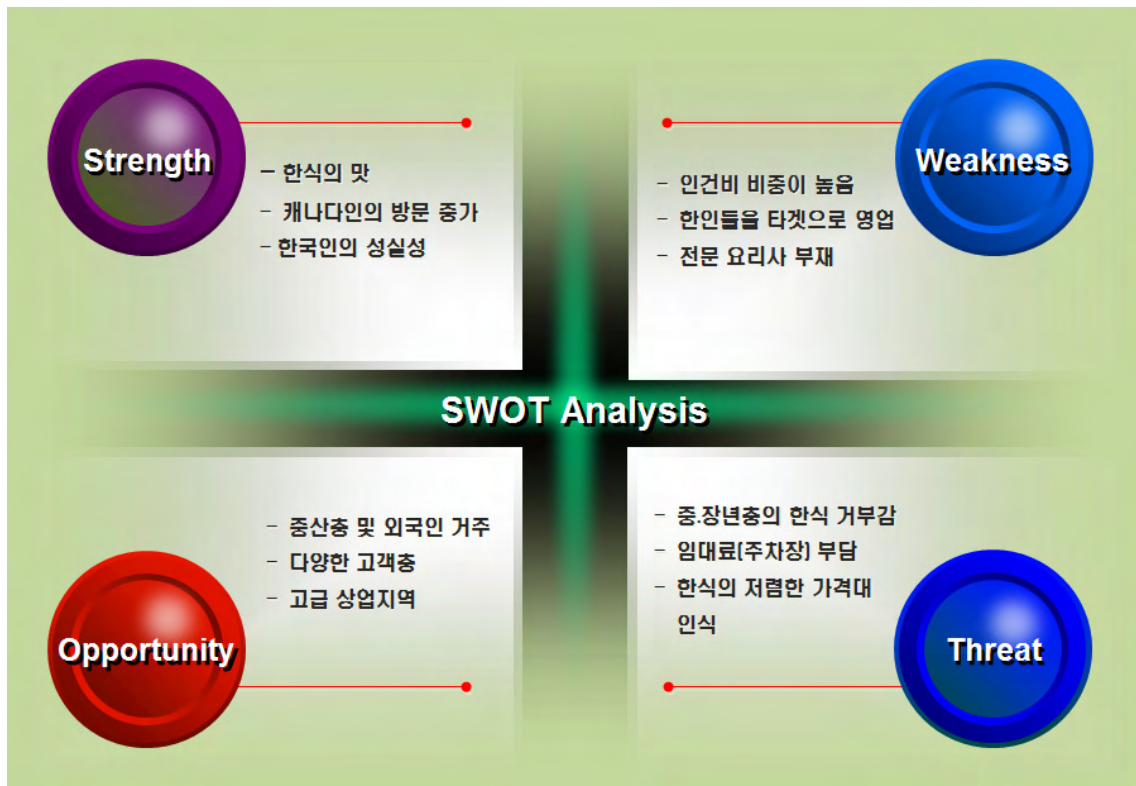 Strength
- 한식의 맛
- 캐나다인의 방문 증가
- 한국인의 성실성
Weakness
- 인건비 비중이 높음
- 한인들을 타겟으로 영업
- 전문 요리사 부재
SWOT Analysis
Opportunity
- 중산층 및 외국인 거주
- 다양한 고객층
- 고급 상업지역
Threat
- 중.장년층의 한식 거부감
- 임대료(주차장) 부담
- 한식의 저렴한 가격대
인식